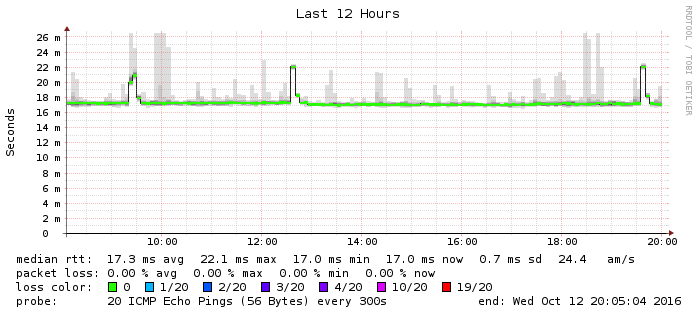 Last 12 Hours
RRDTOOL / TOBI OETIKER
Seconds
26 m
24 m
22 m
20 m
18 m
16 m
14 m
12 m
10 m
8 m
6 m
4 m
2 m
0
10:00 12:00 14:00 16:00 18:00 20:00
median rtt: 17.3 ms avg 22.1 ms max 17.0 ms min 17.0 ms now 0.7 ms sd 24.4 am/s
packet loss: 0.00 % avg 0.00 % max 0.00 % min 0.00 % now
loss color: 0 1/20 2/20 3/20 4/20 10/20 19/20
probe: 20 ICMP Echo Pings (56 Bytes) every 300s end: Wed Oct 12 20:05:04 2016